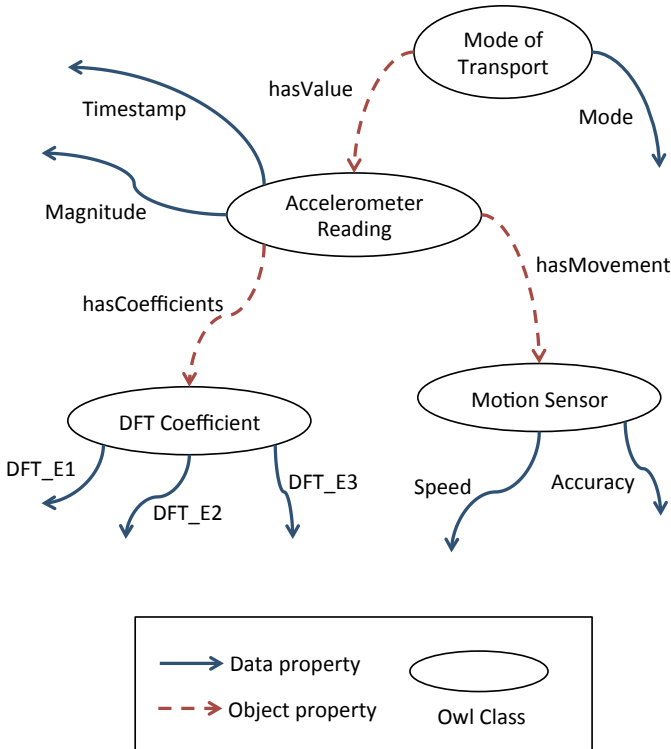 Mode of
Transport
hasValue
Timestamp
Mode
Magnitude
Accelerometer
Reading
hasMovement
hasCoefficients
DFT Coefficient
Motion Sensor
DFT_E1
DFT_E2
DFT_E3
Speed
Accuracy
Data property
Object property
Owl Class